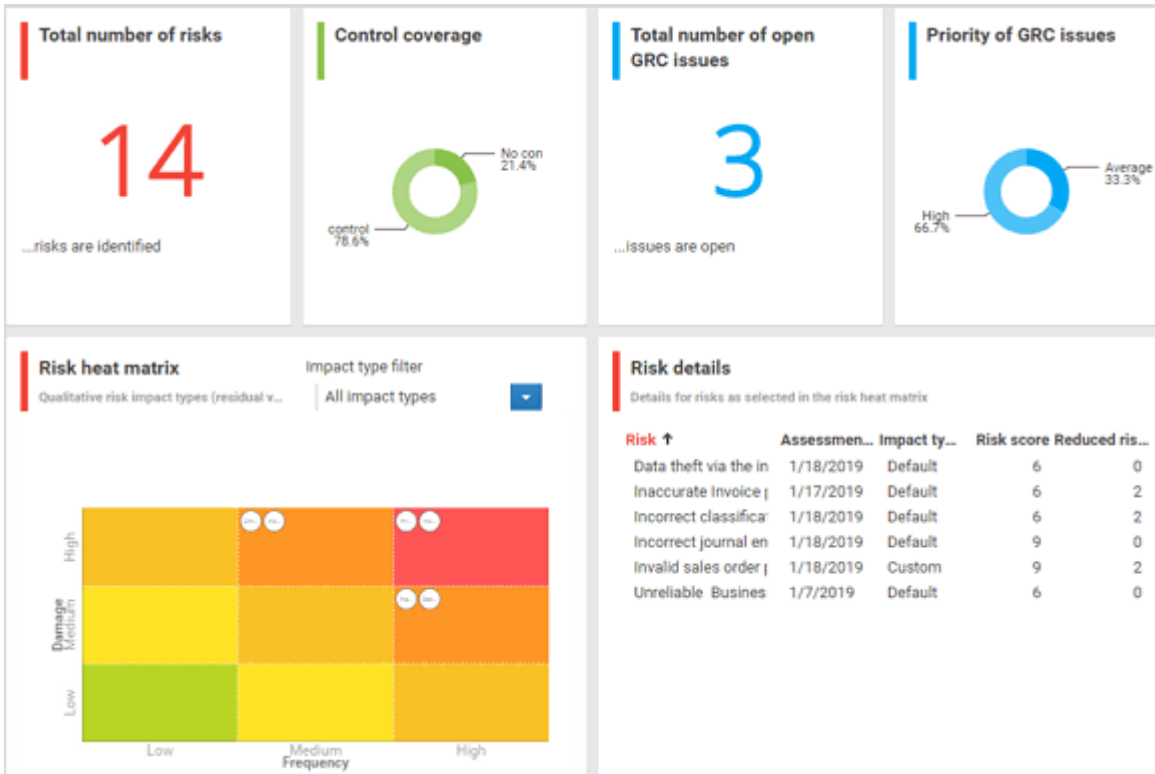 Total number of risks
14
...risks are identified
Control coverage
No con
21.4%
control
78.6%
Total number of open
GRC issues
3
...issues are open
Priority of GRC issues
Average
33.3%
High
66.7%
Risk heat matrix
Qualitative risk impact types (residual v...
Impact type filter
All impact types
High
Medium
Low
Damage
Low Medium High
Frequency
Risk details
Details for risks as selected in the risk heat matrix
Risk ↑ Assessmen... Impact ty... Risk score Reduced ris...
Data theft via the in 1/18/2019 Default 6 0
Inaccurate Invoice 1/17/2019 Default 6 2
Incorrect classifica 1/18/2019 Default 6 2
Incorrect journal en 1/18/2019 Default 9 0
Invalid sales order 1/18/2019 Custom 9 2
Unreliable Busines 1/7/2019 Default 6 0